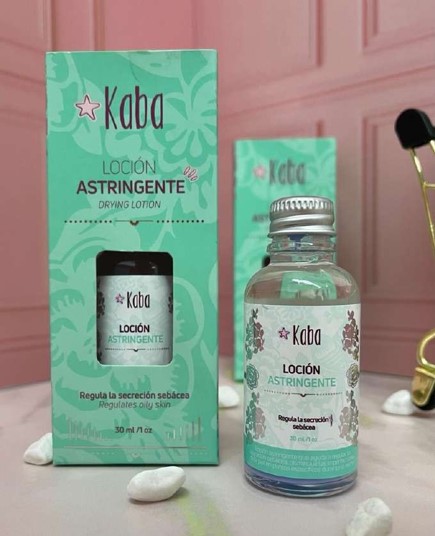 Kaba
LOCIÓN
ASTRINGENTE
DRYING LOTION
Kaba
LOCIÓN
ASTRINGENTE
Regula la secreción sebácea
Regulates oily skin
30 ml /1 oz
Kaba
Kaba
LOCIÓN
ASTRINGENTE
Regula la secreción
sebácea
30 ml /1 oz